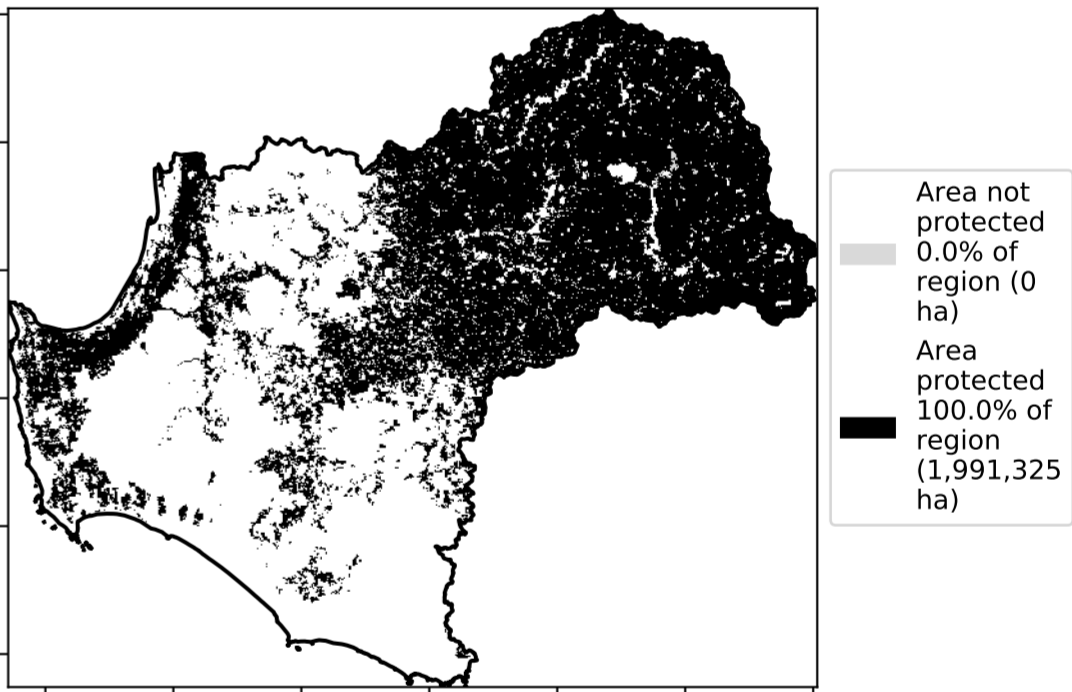 Area not
protected
0.0% of
region (0
ha)
Area
protected
100.0% of
region
(1,991,325
ha)